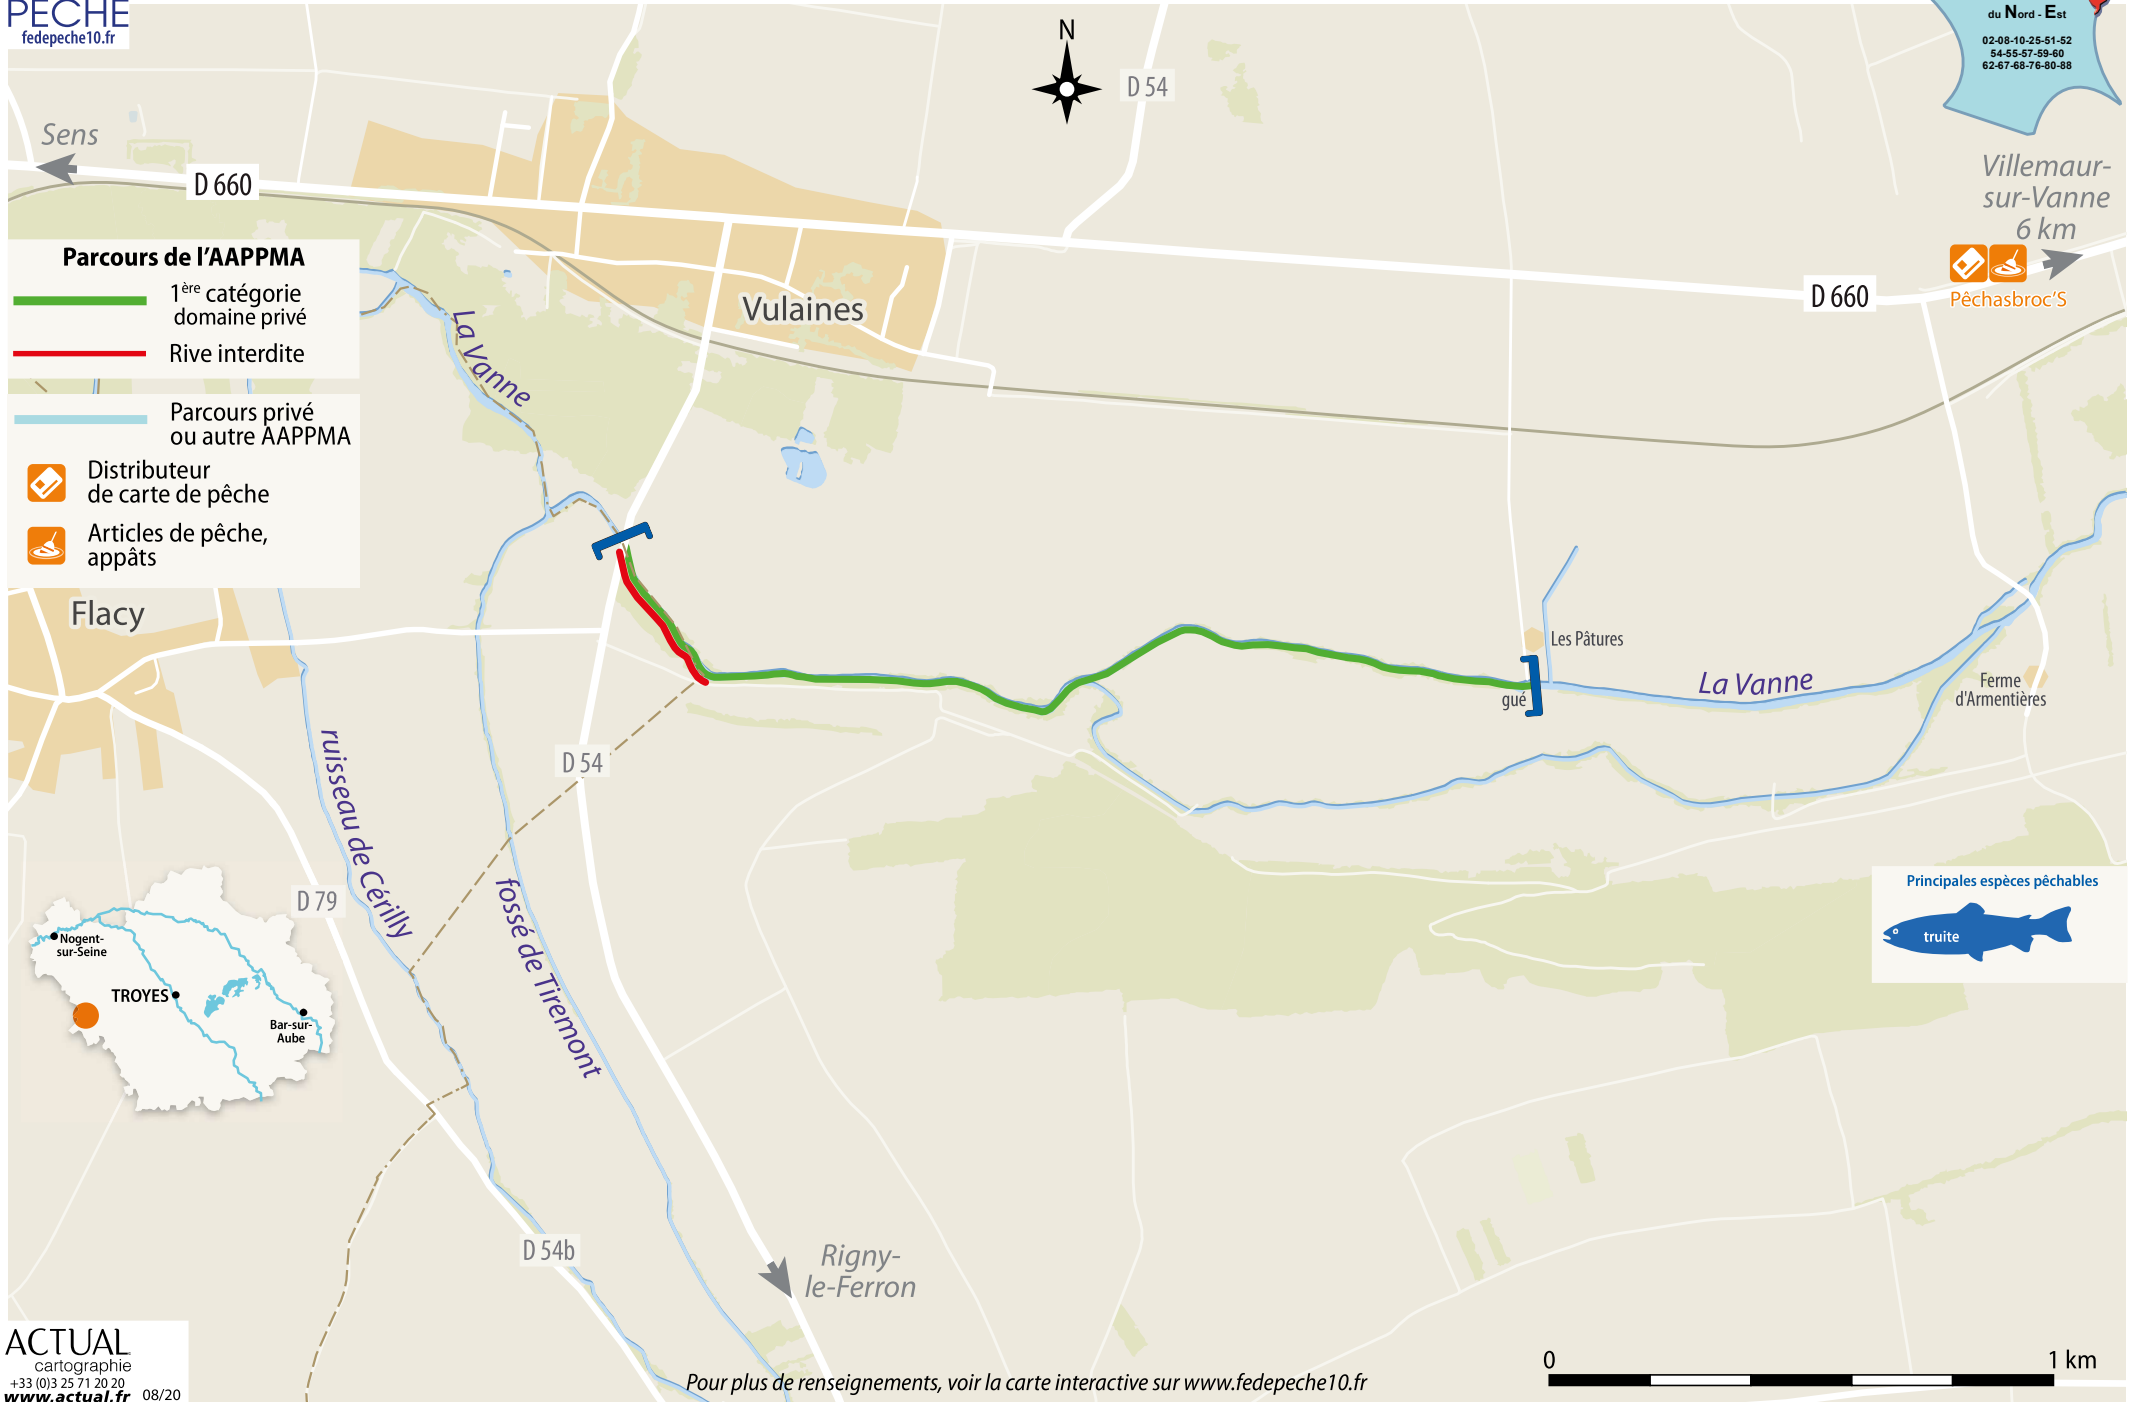 PECHE
fedepeche10.fr
du Nord - Est
02-08-10-25-51-52
54-55-57-59-60
62-67-68-76-80-88
N
D 54
Sens
D 660
Villemaur-
sur-Vanne
6 km
Pêchasbroc'S
D 660
Parcours de l'AAPPMA
1ère catégorie
domaine privé
Rive interdite
Parcours privé
ou autre AAPPMA
Distributeur
de carte de pêche
Articles de pêche,
appâts
Vulaines
La Vanne
Flacy
Les Pâtures
gué
La Vanne
Ferme
d'Armentières
D 54
ruisseau de Cérilly
fossé de Tiremont
D 79
Principales espèces pêchables
truite
Nogent-
sur-Seine
TROYES
Bar-sur-
Aube
D 54b
Rigny-
le-Ferron
ACTUAL
cartographie
+33 (0)3 25 71 20 20
www.actual.fr 08/20
Pour plus de renseignements, voir la carte interactive sur www.fedepeche10.fr
0 1 km